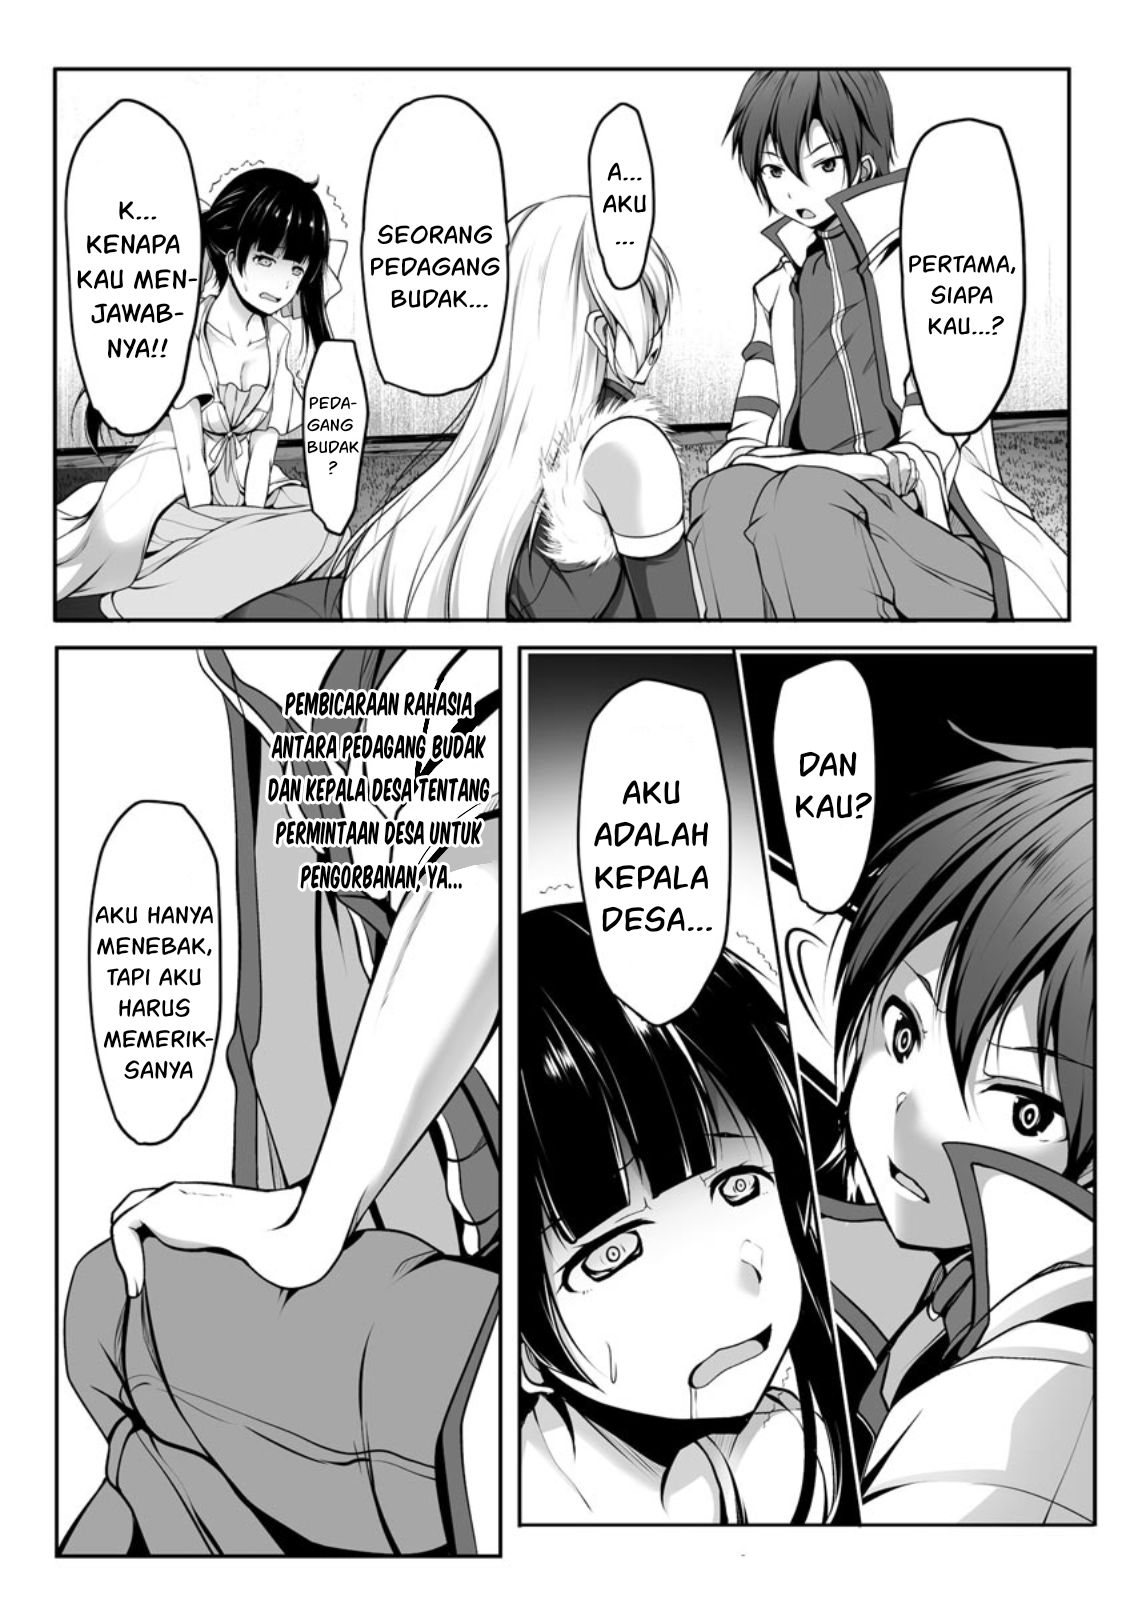 PERTAMA,
SIAPA
KAU...?
A...
AKU
...
SEORANG
PEDAGANG
BUDAK...
PEDA-
GANG
BUDAK
?
K...
KENAPA
KAU MEN-
JAWAB-
NYA!!
DAN
KAU?
AKU
ADALAH
KEPALA
DESA...
PEMBICARAAN RAHASIA
ANTARA PEDAGANG BUDAK
DAN KEPALA DESA TENTANG
PERMINTAAN DESA UNTUK
PENGORBANAN, YA...
AKU HANYA
MENEBAK,
TAPI AKU
HARUS
MEMERIK-
SANYA